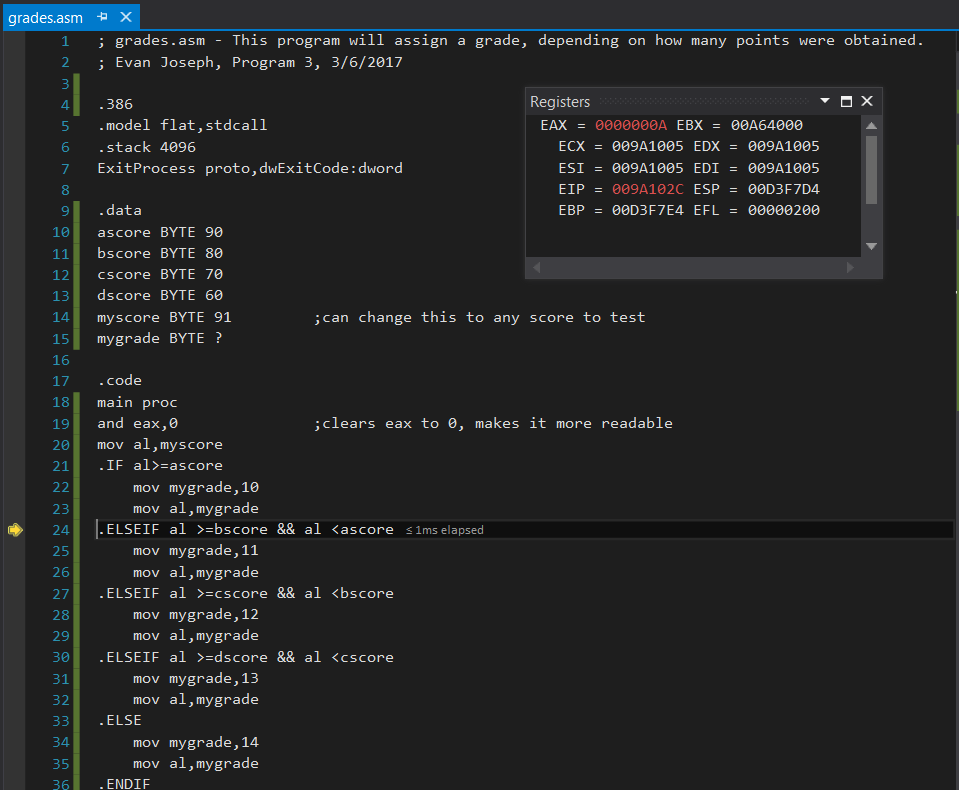 grades.asm
1 ; grades.asm - This program will assign a grade, depending on how many points were obtained.
2 ; Evan Joseph, Program 3, 3/6/2017
3
4 .386
5 .model flat,stdcall
6 .stack 4096
7 ExitProcess proto,dwExitCode:dword
8
9 .data
10 ascore BYTE 90
11 bscore BYTE 80
12 cscore BYTE 70
13 dscore BYTE 60
14 myscore BYTE 91 ;can change this to any score to test
15 mygrade BYTE ?
16
17 .code
18 main proc
19 and eax,0 ;clears eax to 0, makes it more readable
20 mov al,myscore
21 .IF al>=ascore
22 mov mygrade,10
23 mov al,mygrade
24 .ELSEIF al >=bscore && al <ascore ≤1ms elapsed
25 mov mygrade,11
26 mov al,mygrade
27 .ELSEIF al >=cscore && al <bscore
28 mov mygrade,12
29 mov al,mygrade
30 .ELSEIF al >=dscore && al <cscore
31 mov mygrade,13
32 mov al,mygrade
33 .ELSE
34 mov mygrade,14
35 mov al,mygrade
36 .ENDIF
Registers
EAX = 0000000A EBX = 00A64000
ECX = 009A1005 EDX = 009A1005
ESI = 009A1005 EDI = 009A1005
EIP = 009A102C ESP = 00D3F7D4
EBP = 00D3F7E4 EFL = 00000200